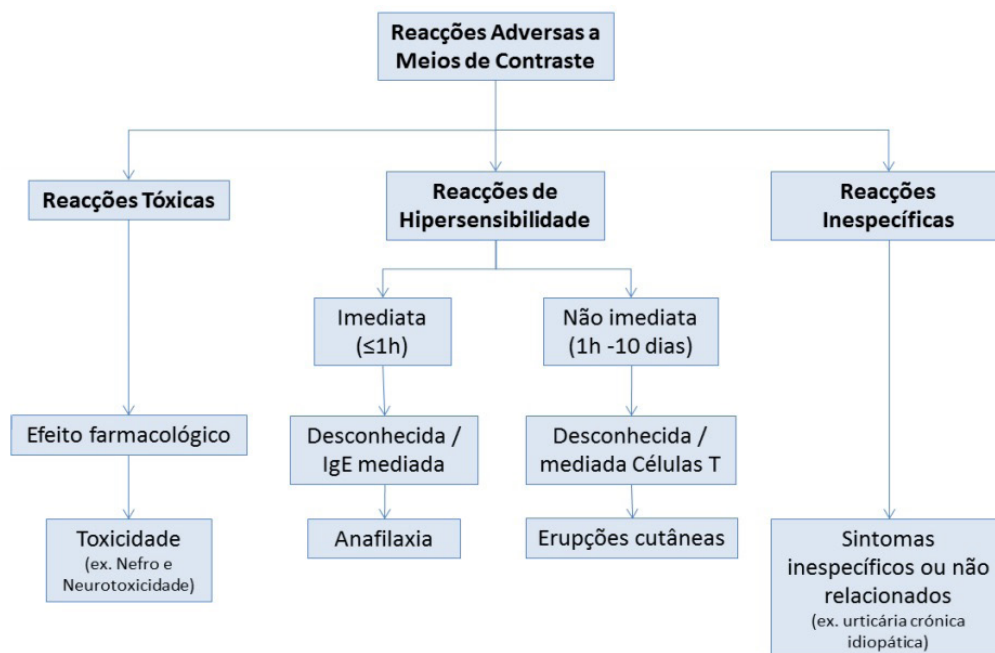 Reacções Adversas a
Meios de Contraste
Reacções Tóxicas
Reacções de
Hipersensibilidade
Reacções
Inespecíficas
Imediata
(≤1h)
Não imediata
(1h -10 dias)
Efeito farmacológico
Desconhecida /
IgE mediada
Desconhecida /
mediada Células T
Toxicidade
(ex. Nefro e
Neurotoxicidade)
Anafilaxia
Erupções cutâneas
Sintomas
inespecíficos ou não
relacionados
(ex. urticária crónica
idiopática)